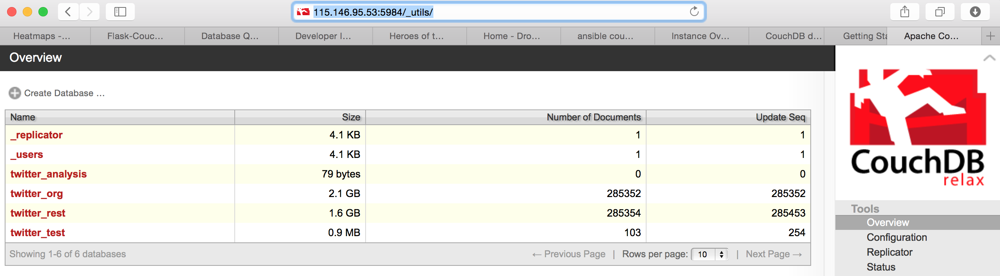 115.146.95.53:5984/_utils/
Heatmaps -... Flask-Couc... Database Q... Developer I... Heroes of t... Home - Dro... ansible cou... Instance Ov... CouchDB d... Getting Sta Apache Co...
Overview
Create Database ...
Name Size Number of Documents Update Seq
_replicator 4.1 KB 1 1
_users 4.1 KB 1 1
twitter_analysis 79 bytes 0 0
twitter_org 2.1 GB 285352 285352
twitter_rest 1.6 GB 285354 285453
twitter_test 0.9 MB 103 254
Showing 1-6 of 6 databases ← Previous Page | Rows per page: 10 | Next Page →
CouchDB
relax
Tools
Overview
Configuration
Replicator
Status